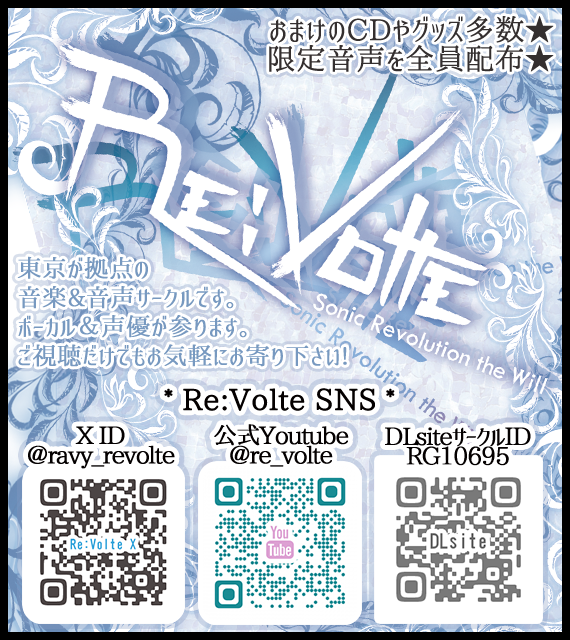 おまけのCDやグッズ多数★
限定音声を全員配布★
Re:Volte
Sonic Revolution the Will
東京が拠点の
音楽&音声サークルです。
ボーカル&声優が参ります。
ご視聴だけでもお気軽にお寄り下さい!
* Re:Volte SNS *
X ID
@ravy_revolte
公式Youtube
@re_volte
DLsiteサークルID
RG10695
Re:Volte X
You
Tube
DLsite